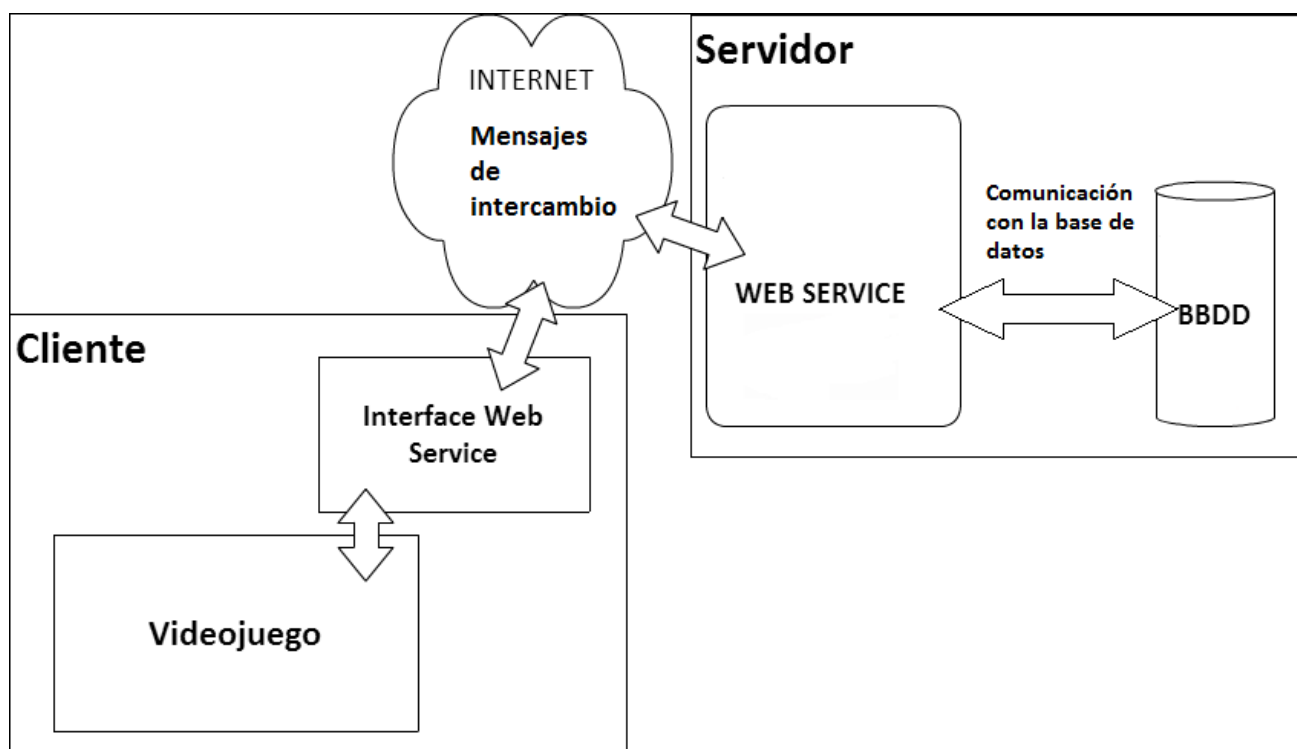 INTERNET
Mensajes
de
intercambio
Servidor
WEB SERVICE
Comunicación
con la base de
datos
BBDD
Cliente
Interface Web
Service
Videojuego